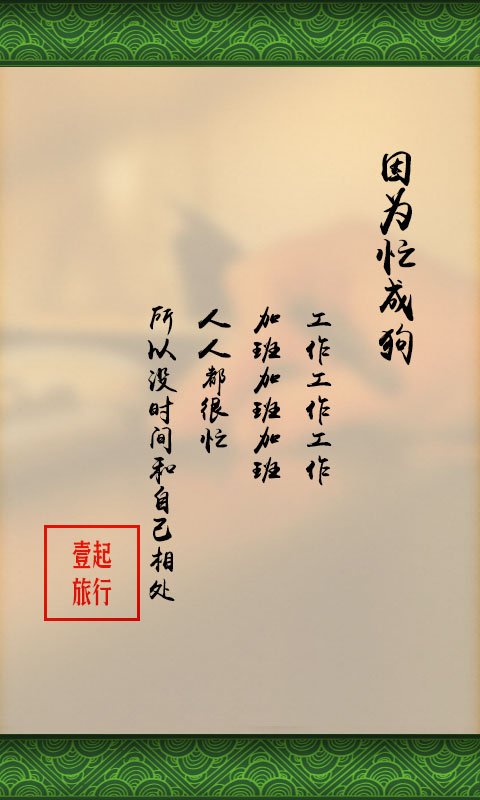 因为忙成狗
工作工作工作
加班加班加班
人人都很忙
所以没时间和自己相处
壹起
旅行